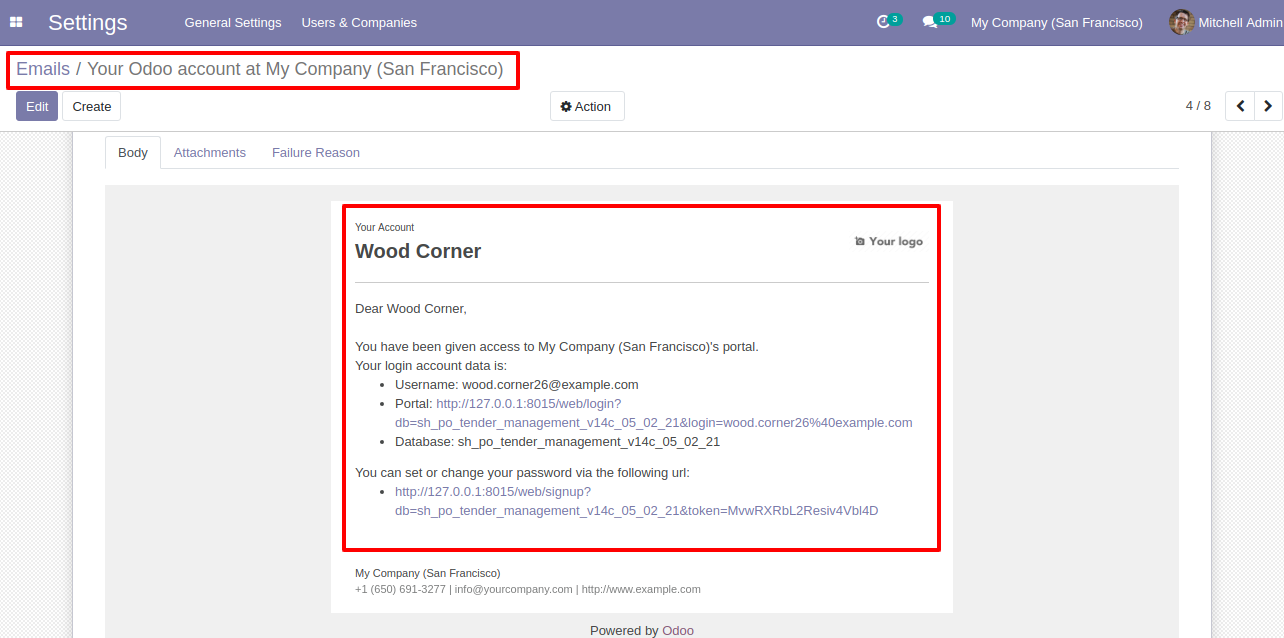 Settings
General Settings
Users & Companies
3
10
My Company (San Francisco)
Mitchell Admin
Emails / Your Odoo account at My Company (San Francisco)
Edit
Create
Action
4 / 8
Body
Attachments
Failure Reason
Your Account
Wood Corner
Your logo
Dear Wood Corner,
You have been given access to My Company (San Francisco)'s portal.
Your login account data is:
• Username: wood.corner26@example.com
• Portal: http://127.0.0.1:8015/web/login?
db=sh_po_tender_management_v14c_05_02_21&login=wood.corner26%40example.com
• Database: sh_po_tender_management_v14c_05_02_21
You can set or change your password via the following url:
• http://127.0.0.1:8015/web/signup?
db=sh_po_tender_management_v14c_05_02_21&token=MvwRXRbL2Resiv4Vbl4D
My Company (San Francisco)
+1 (650) 691-3277 | info@yourcompany.com | http://www.example.com
Powered by Odoo